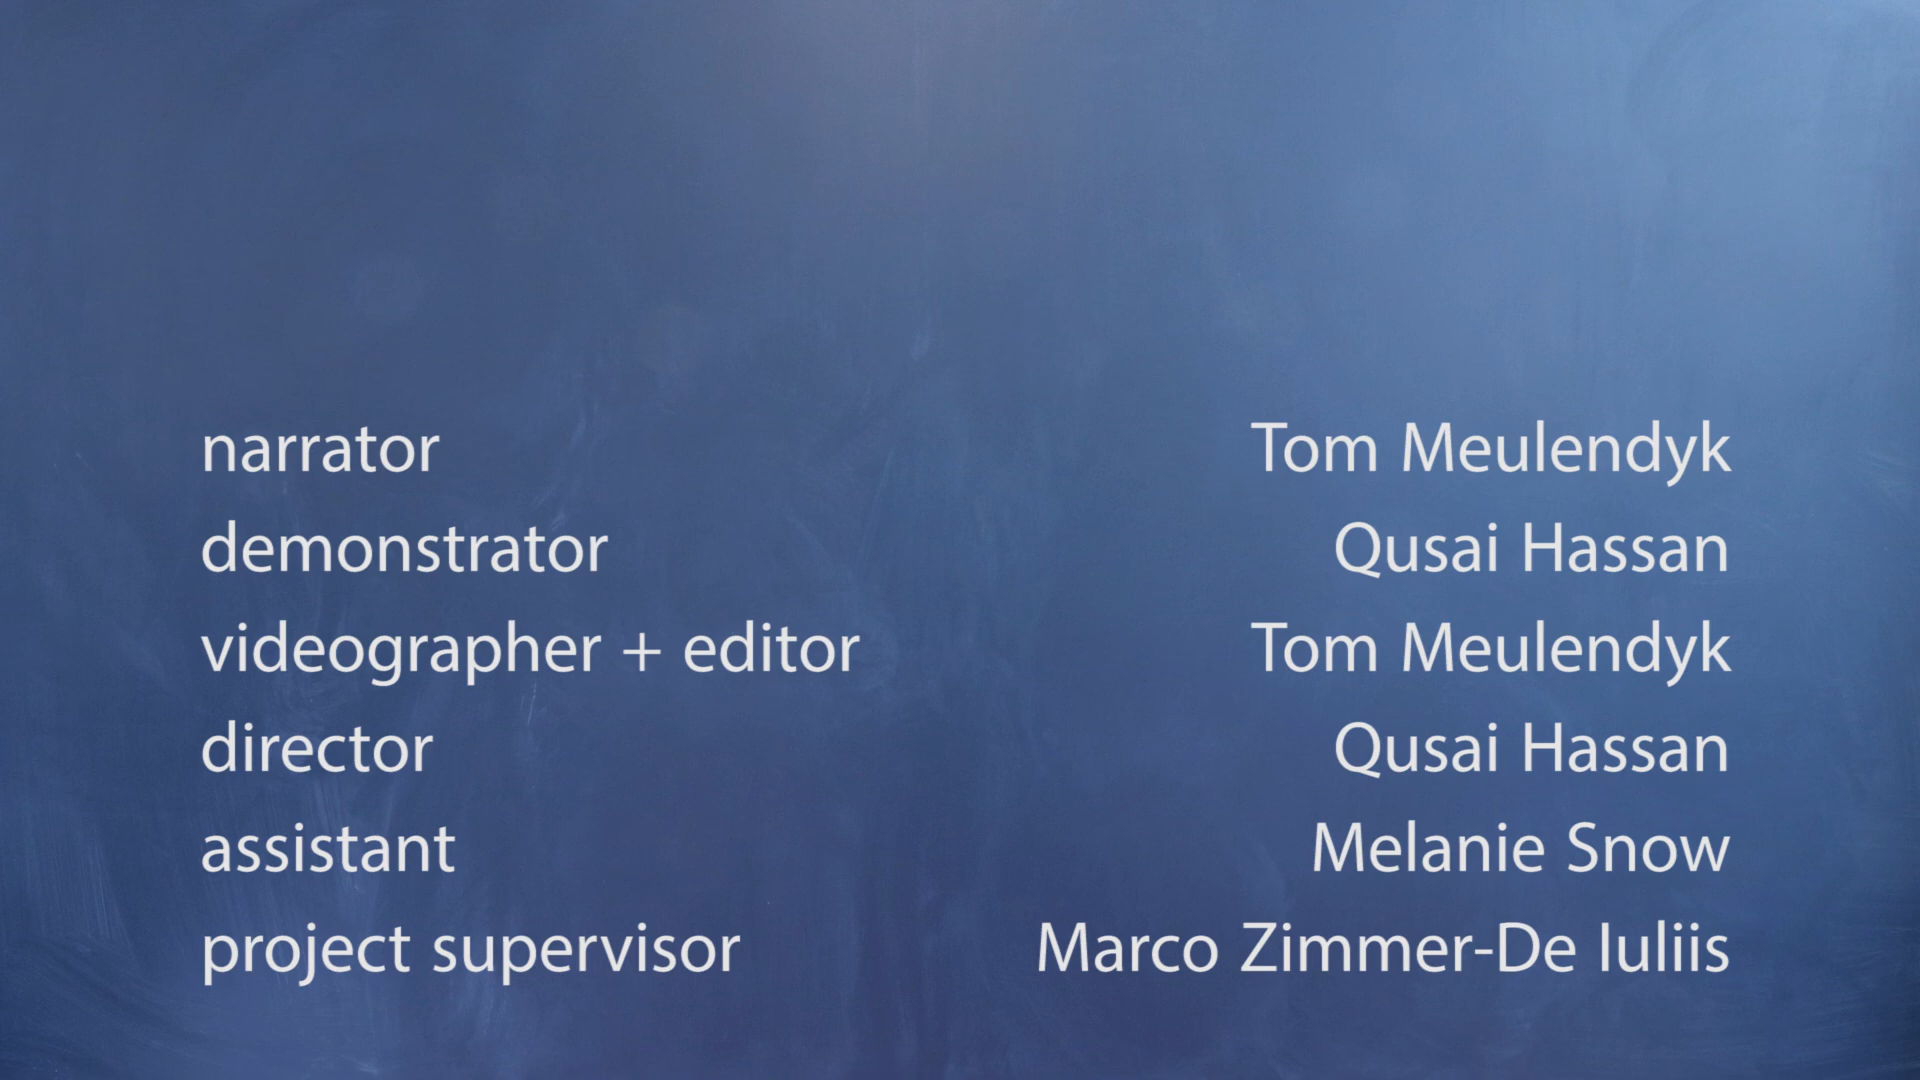 narrator Tom Meulendyk
demonstrator Qusai Hassan
videographer + editor Tom Meulendyk
director Qusai Hassan
assistant Melanie Snow
project supervisor Marco Zimmer-De Iuliis